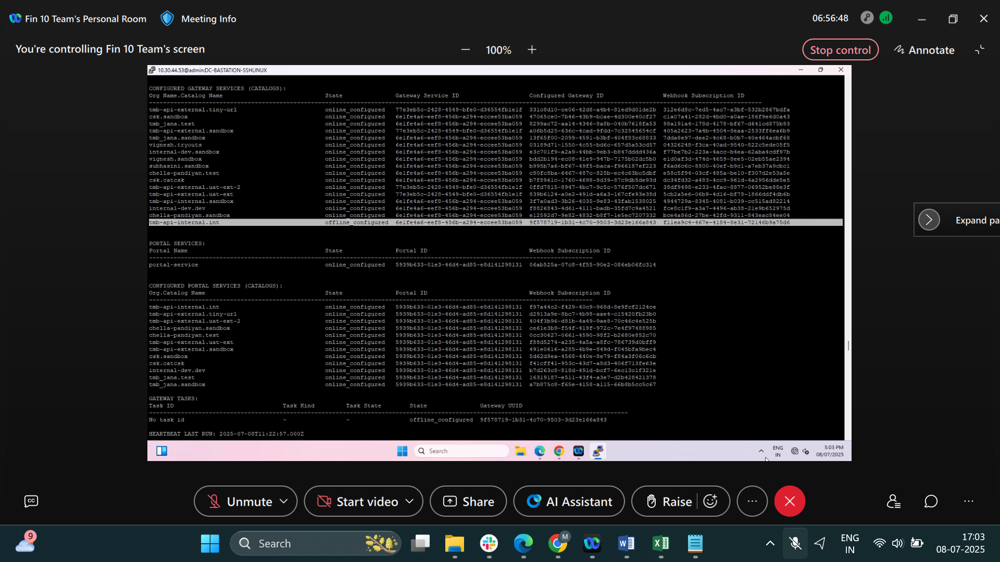 Fin 10 Team's Personal Room Meeting Info 06:56:48
You're controlling Fin 10 Team's screen 100% Stop control Annotate
10.30.44.53@admin:DC-BASTATION-SSHLINUX
CONFIGURED GATEWAY SERVICES (CATALOGS):
Org Name.Catalog Name State Gateway Service ID Configured Gateway ID Webhook Subscription ID
tmb-api-external.tiny-url online_configured 77e3eb5c-2428-4549-bfe0-d36554fb1e1f 331c8d10-ce06-42d8-a4b4-81ed9d01de2b 312e6d8c-7ed5-4ac7-a3bf-532b2867bdfa
csk.sandbox online_configured 6e1fe4a6-eef8-456b-a294-eccee53ba059 47065ce0-7b46-43b9-bcae-4d300e40cf27 c1a07a41-282d-4bd0-a0ae-186f9e6d0a43
tmb_jana.test online_configured 6e1fe4a6-eef8-456b-a294-eccee53ba059 8299ac72-aa14-4346-8a8b-040b7618fa53 98a191a4-178d-4178-bf67-d641cd875b93
tmb-api-external.sandbox online_configured 77e3eb5c-2428-4549-bfe0-d36554fb1e1f a06b5d25-636c-4cad-9fdd-7c32545654cf 405a2623-7a4b-4504-8eaa-2533ff6ea6b9
tmb_jana.sandbox online_configured 6e1fe4a6-eef8-456b-a294-eccee53ba059 13f65f00-2099-4591-b3bf-404f83c68833 7dda8e97-dee2-4c68-b0b7-40e464acbf68
vignesh.tryouts online_configured 6e1fe4a6-eef8-456b-a294-eccee53ba059 03189d71-1550-4c55-bd6c-657d5a53cd57 04326248-f3ca-40ad-9540-822c5ede05f5
internal-dev.sandbox online_configured 6e1fe4a6-eef8-456b-a294-eccee53ba059 e3c701f9-a2a9-44bb-9eb3-b847dddd436a f77be7b2-223a-4acc-b4ea-62aba4cdf97b
vignesh.sandbox online_configured 6e1fe4a6-eef8-456b-a294-eccee53ba059 bdd2b194-ec08-41e9-947b-7175b02dc5b0 e1d0af3d-474d-4659-8ee5-02eb55ae2394
subhasini.sandbox online_configured 6e1fe4a6-eef8-456b-a294-eccee53ba059 b995b7a6-bf67-49f5-baca-f966187ef223 f6ad6c6c-8800-40ef-b9c1-a7eb37a9cbc1
chella-pandiyan.test online_configured 6e1fe4a6-eef8-456b-a294-eccee53ba059 c80fc8ba-6467-487c-825b-ec4c63bc5dbf e58c5f94-03cf-485a-be10-f307d2e53a5e
csk.catcsk online_configured 6e1fe4a6-eef8-456b-a294-eccee53ba059 b7f8961c-1760-4698-8d39-87c9db5de93d dc34fd32-a483-4cc9-961d-4a2956dde5e5
tmb-api-external.uat-ext-2 online_configured 77e3eb5c-2428-4549-bfe0-d36554fb1e1f 0ffd7815-8947-4bc7-9c5c-576f507dc671 38df9498-e233-4fac-8877-06952be88e3f
tmb-api-external.uat-ext online_configured 77e3eb5c-2428-4549-bfe0-d36554fb1e1f 839b6124-a0e2-491d-a6a3-167cfe93e38d 5cb2a5e6-06b9-4d16-bf78-1866ddf4db6b
tmb-api-internal.sandbox online_configured 6e1fe4a6-eef8-456b-a294-eccee53ba059 3f7a0ad3-3b26-4035-9e83-43fab1538025 4944729a-8345-4081-b039-cc515ad82214
internal-dev.dev online_configured 6e1fe4a6-eef8-456b-a294-eccee53ba059 f8826843-4d61-4111-badb-35fd7c9a4521 fce8c1f9-a3a7-4496-ab38-21e9b652975d
chella-pandiyan.sandbox online_configured 6e1fe4a6-eef8-456b-a294-eccee53ba059 e12592d7-9e82-4832-b8f7-1e5ec7207332 bce4a86d-27be-42fd-9311-843eac84ee04
tmb-api-internal.int offline_configured 6e1fe4a6-eef8-456b-a294-eccee53ba059 9f578719-1b31-4c70-9503-3d23e166a843 f11ea9c4-467e-4184-8e31-72146b9a75d6
Expand pa
PORTAL SERVICES:
Portal Name State Portal ID Webhook Subscription ID
portal-service online_configured 5939b633-01e3-46d4-ad85-e8d141298131 06ab525a-07c8-4f55-90e2-086eb06fc314
CONFIGURED PORTAL SERVICES (CATALOGS):
Org.Catalog Name State Portal ID Webhook Subscription ID
tmb-api-internal.int online_configured 5939b633-01e3-46d4-ad85-e8d141298131 f97a44c2-f429-40c9-968d-8e9fcf2124ce
tmb-api-external.tiny-url online_configured 5939b633-01e3-46d4-ad85-e8d141298131 d2913a9e-8bc7-4b98-aae4-c15420fb23b0
tmb-api-external.uat-ext-2 online_configured 5939b633-01e3-46d4-ad85-e8d141298131 404f3b96-d81b-4a49-9ae8-70c46c4e525b
chella-pandiyan.sandbox online_configured 5939b633-01e3-46d4-ad85-e8d141298131 ce61e3b9-f54f-419f-972c-7e4f97488985
chella-pandiyan.test online_configured 5939b633-01e3-46d4-ad85-e8d141298131 0cc30627-0661-4590-98f2-b2680e852c70
tmb-api-external.uat-ext online_configured 5939b633-01e3-46d4-ad85-e8d141298131 f88d5274-a235-4a5a-a8fc-786739d0bff9
tmb-api-external.sandbox online_configured 5939b633-01e3-46d4-ad85-e8d141298131 491e0616-a285-4b9e-849d-f045bfa9bec4
csk.sandbox online_configured 5939b633-01e3-46d4-ad85-e8d141298131 5d62d9ea-4568-440e-8e79-f84a3f06c6cb
csk.catcsk online_configured 5939b633-01e3-46d4-ad85-e8d141298131 f41cff41-953c-43d7-a8d3-406f713fe63e
internal-dev.dev online_configured 5939b633-01e3-46d4-ad85-e8d141298131 b7d263c8-818d-491d-bcf7-6ec13c1f321e
tmb_jana.test online_configured 5939b633-01e3-46d4-ad85-e8d141298131 16319187-e511-43f4-a3e7-d2b428421378
tmb_jana.sandbox online_configured 5939b633-01e3-46d4-ad85-e8d141298131 a7b875c8-f65e-4158-a115-66b8b5cc5c67
GATEWAY TASKS:
Task ID Task Kind Task State State Gateway UUID
No task id - - offline_configured 9f578719-1b31-4c70-9503-3d23e166a843
HEARTBEAT LAST RUN: 2025-07-08T11:22:57.000Z
Search ENG IN 5:03 PM 08/07/2025
CC Unmute Start video Share AI Assistant Raise
9 Search M ENG IN 17:03 08-07-2025